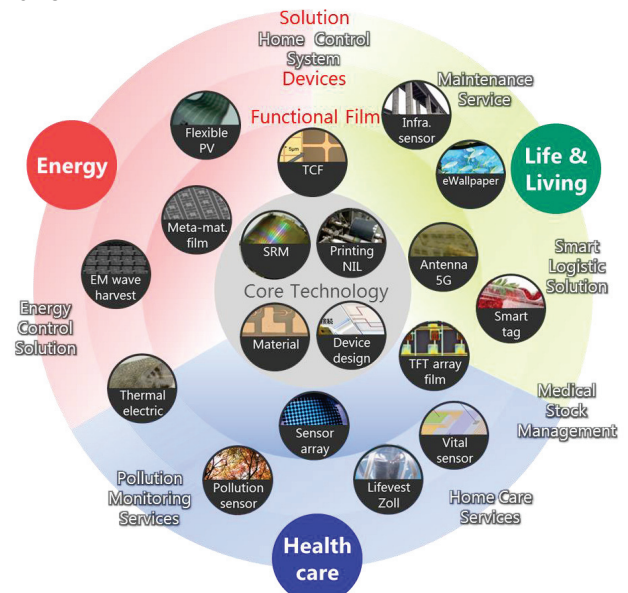 Solution
Home Control
System
Devices
Maintenance
Service
Functional Film
Flexible
PV
Infra.
sensor
5μm
TCF
Energy
Life &
Living
eWallpaper
Meta-mat.
film
SRM
Printing
NIL
Antenna
5G
EM wave
harvest
Core Technology
Smart
Logistic
Solution
Smart
tag
Energy
Control
Solution
Material
Device
design
TFT array
film
Thermal
electric
Medical
Stock
Management
Sensor
array
Vital
sensor
Pollution
Monitoring
Services
Pollution
sensor
Lifevest
Zoll
Home Care
Services
Health
care